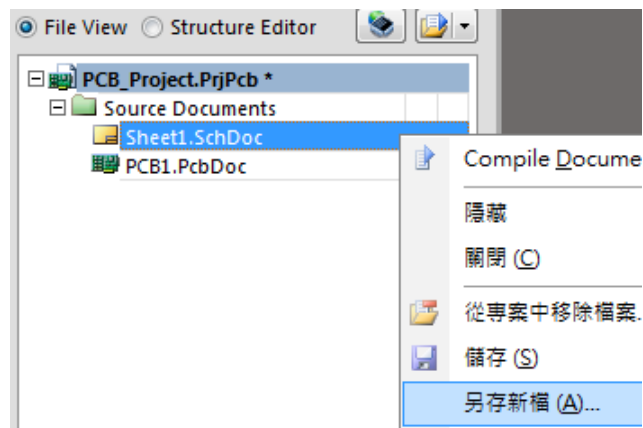 File View Structure Editor
PCB_Project.PrjPcb *
Source Documents
Sheet1.SchDoc
PCB1.PcbDoc
Compile Docume
隱藏
關閉 (C)
從專案中移除檔案.
儲存 (S)
另存新檔 (A)...